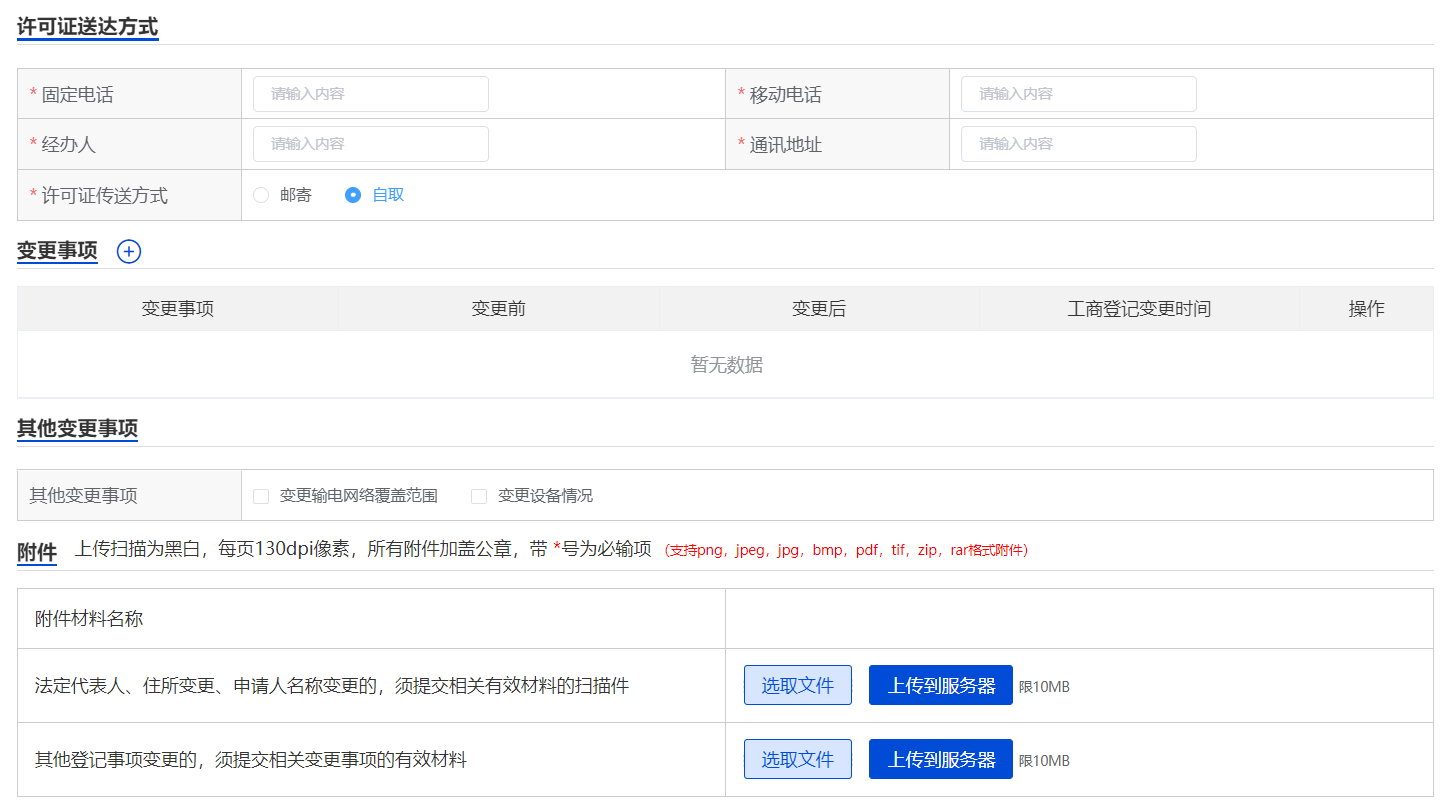 许可证送达方式
* 固定电话 请输入内容 * 移动电话 请输入内容
* 经办人 请输入内容 * 通讯地址 请输入内容
* 许可证传送方式 邮寄 自取
变更事项
变更事项 变更前 变更后 工商登记变更时间 操作
暂无数据
其他变更事项
其他变更事项 变更输电网络覆盖范围 变更设备情况
附件 上传扫描为黑白，每页130dpi像素，所有附件加盖公章，带 *号为必输项 (支持png，jpeg，jpg，bmp，pdf，tif，zip，rar格式附件)
附件材料名称
法定代表人、住所变更、申请人名称变更的，须提交相关有效材料的扫描件 选取文件 上传到服务器 限10MB
其他登记事项变更的，须提交相关变更事项的有效材料 选取文件 上传到服务器 限10MB